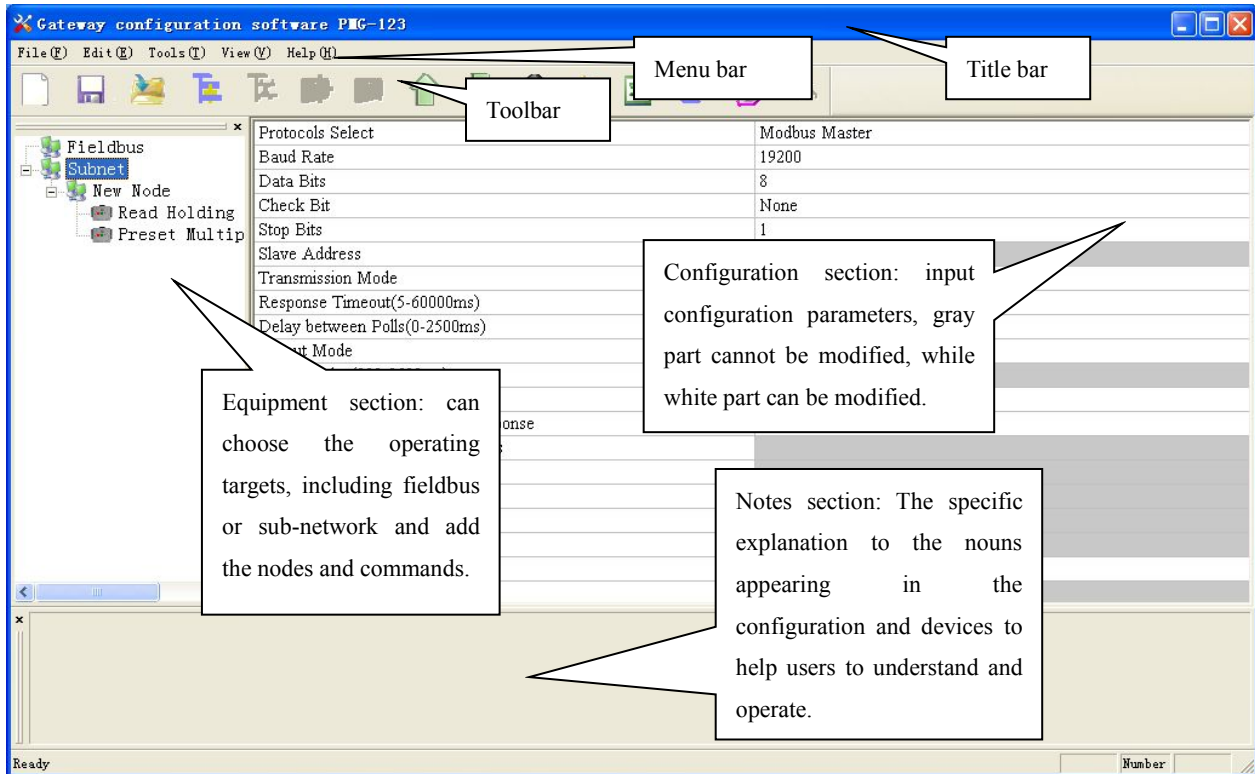 Gateway configuration software PMG-123
File(F) Edit(E) Tools(T) View(V) Help(H)
Menu bar
Title bar
Toolbar
Fieldbus
Subnet
New Node
Read Holding
Preset Multip
Protocols Select Modbus Master
Baud Rate 19200
Data Bits 8
Check Bit None
Stop Bits 1
Slave Address
Transmission Mode
Response Timeout(5-60000ms)
Delay between Polls(0-2500ms)
Mode
Configuration section: input
configuration parameters, gray
part cannot be modified, while
white part can be modified.
Equipment section: can
choose the operating
targets, including fieldbus
or sub-network and add
the nodes and commands.
Notes section: The specific
explanation to the nouns
appearing in the
configuration and devices to
help users to understand and
operate.
Ready
Number